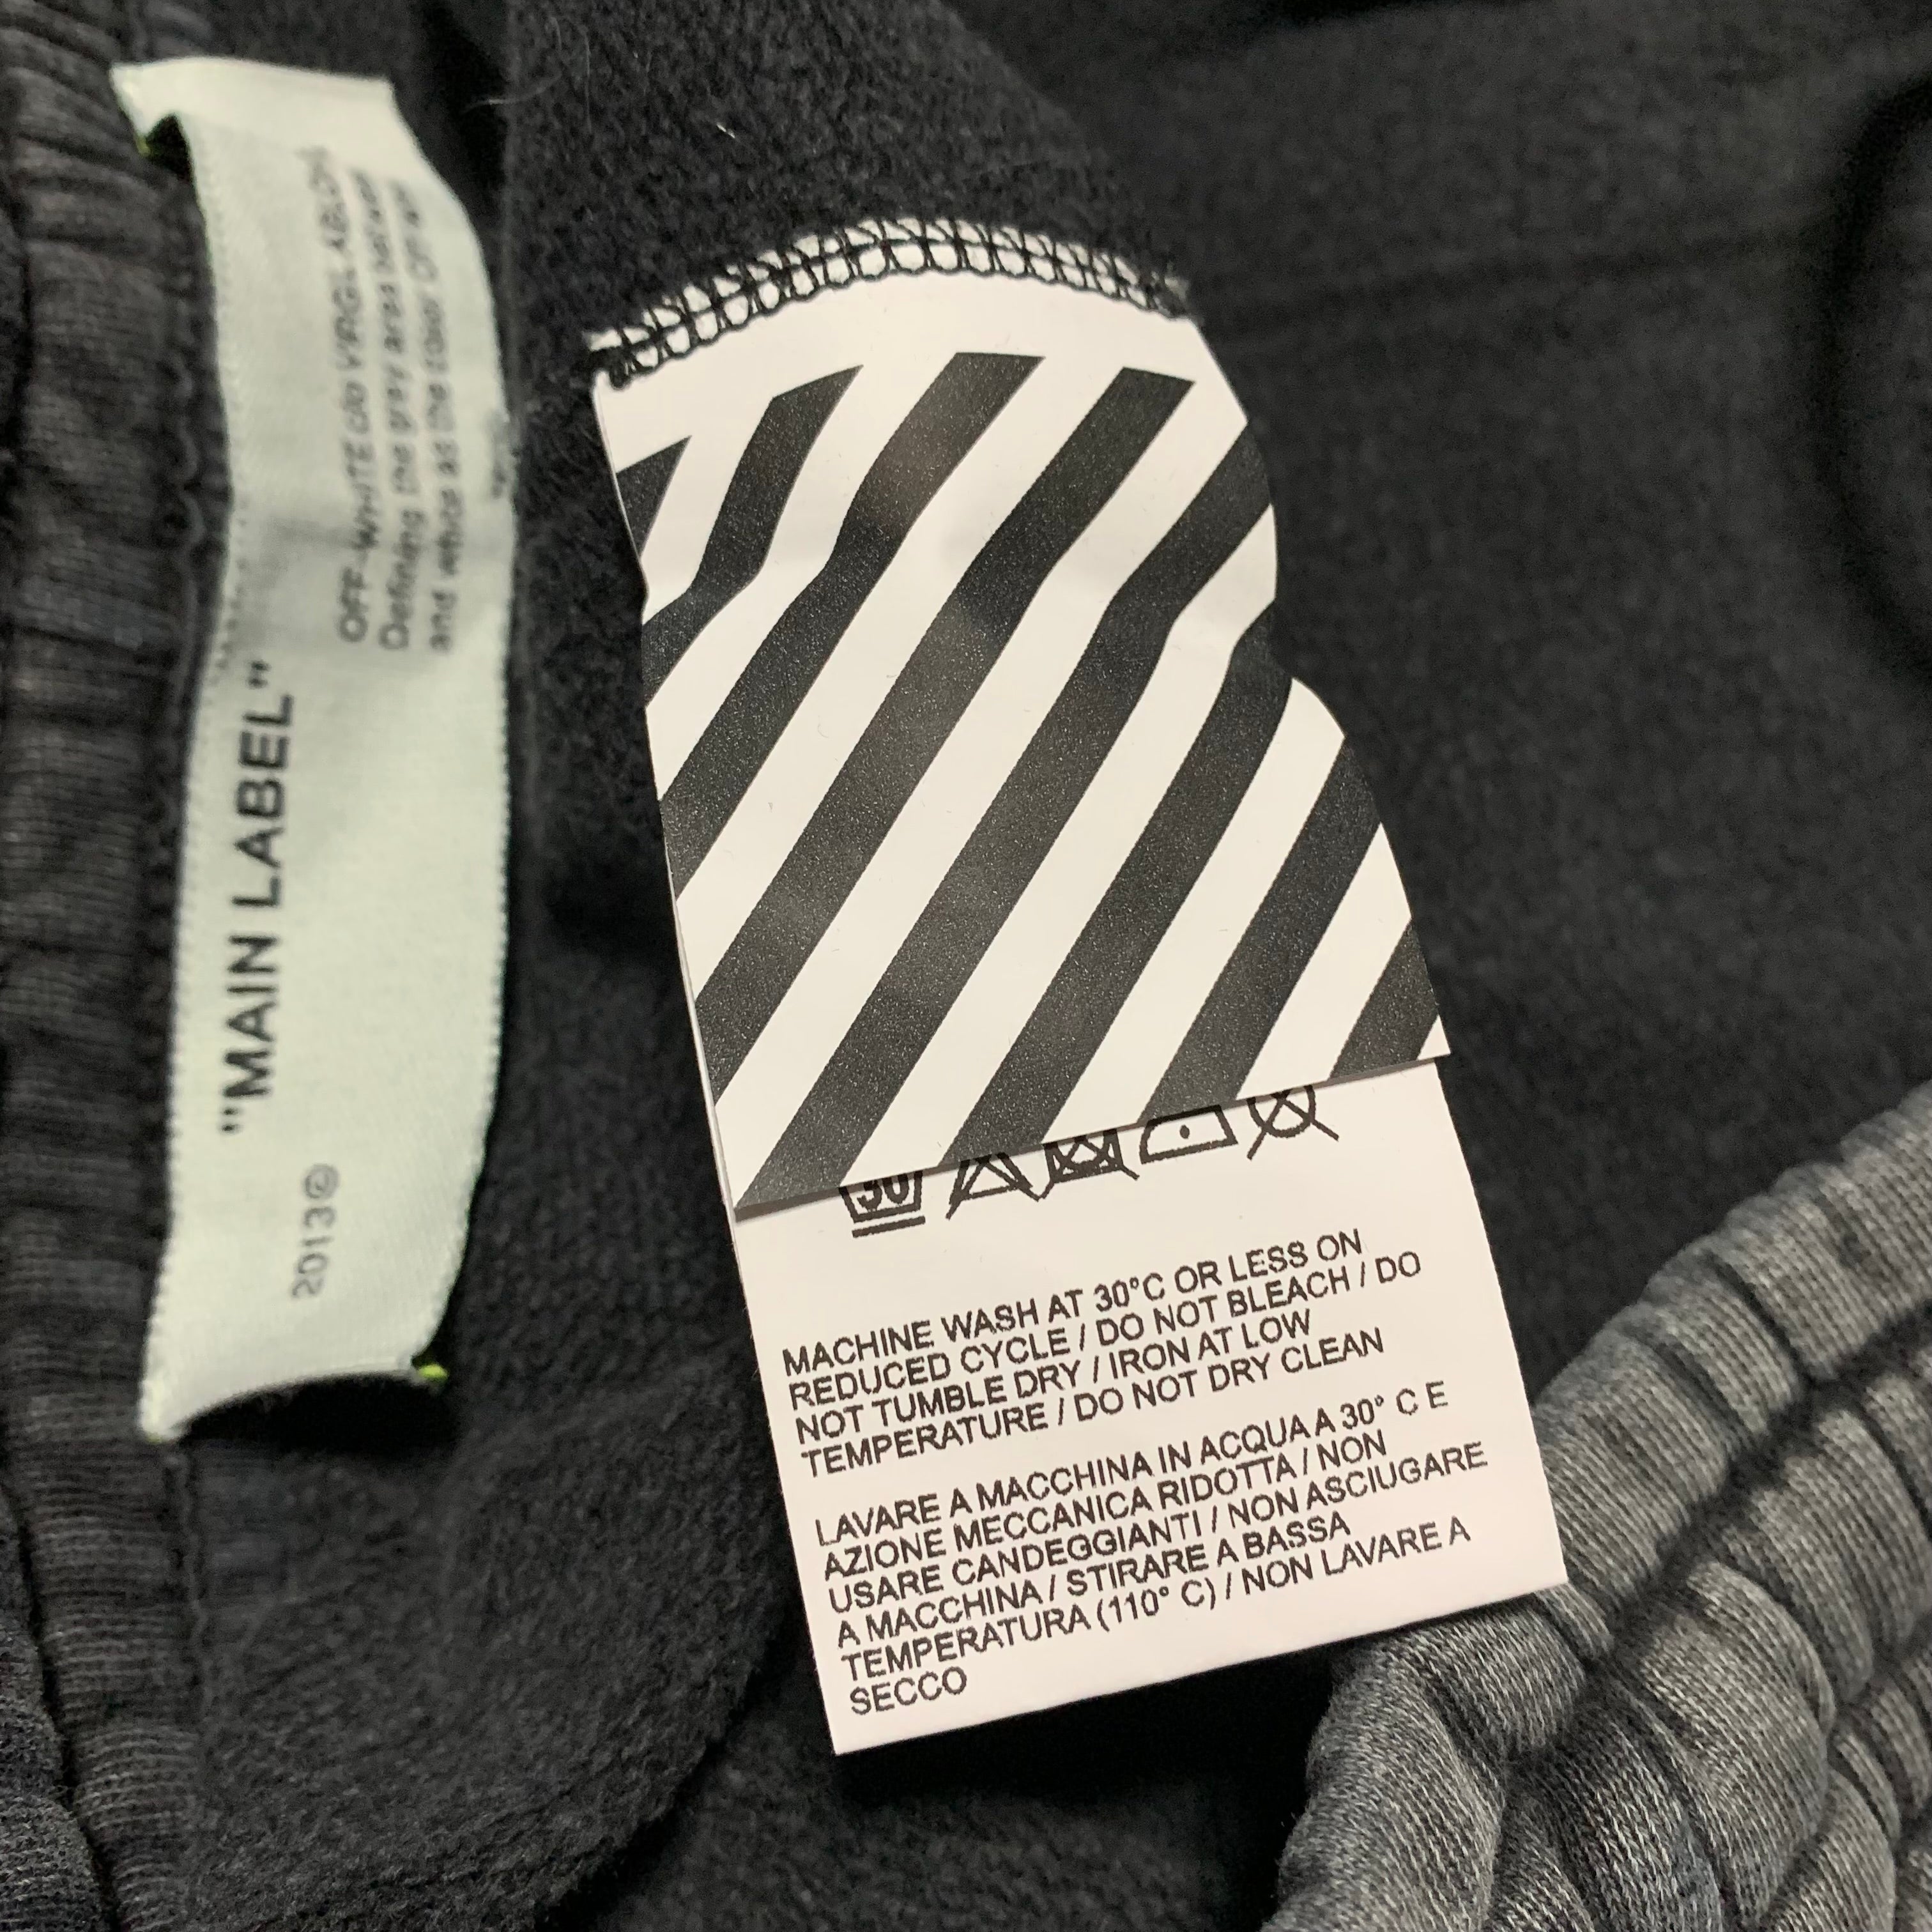 "MAIN LABEL"
2013©
OFF-WHITE c/o VIRGIL ABLOH
Defining the gray area between
and white as the color OFF-WHITE
30
MACHINE WASH AT 30°C OR LESS ON
REDUCED CYCLE / DO NOT BLEACH / DO
NOT TUMBLE DRY / IRON AT LOW
TEMPERATURE / DO NOT DRY CLEAN
LAVARE A MACCHINA IN ACQUA A 30° C E
AZIONE MECCANICA RIDOTTA / NON
USARE CANDEGGIANTI / NON ASCIUGARE
A MACCHINA / STIRARE A BASSA
TEMPERATURA (110° C) / NON LAVARE A
SECCO